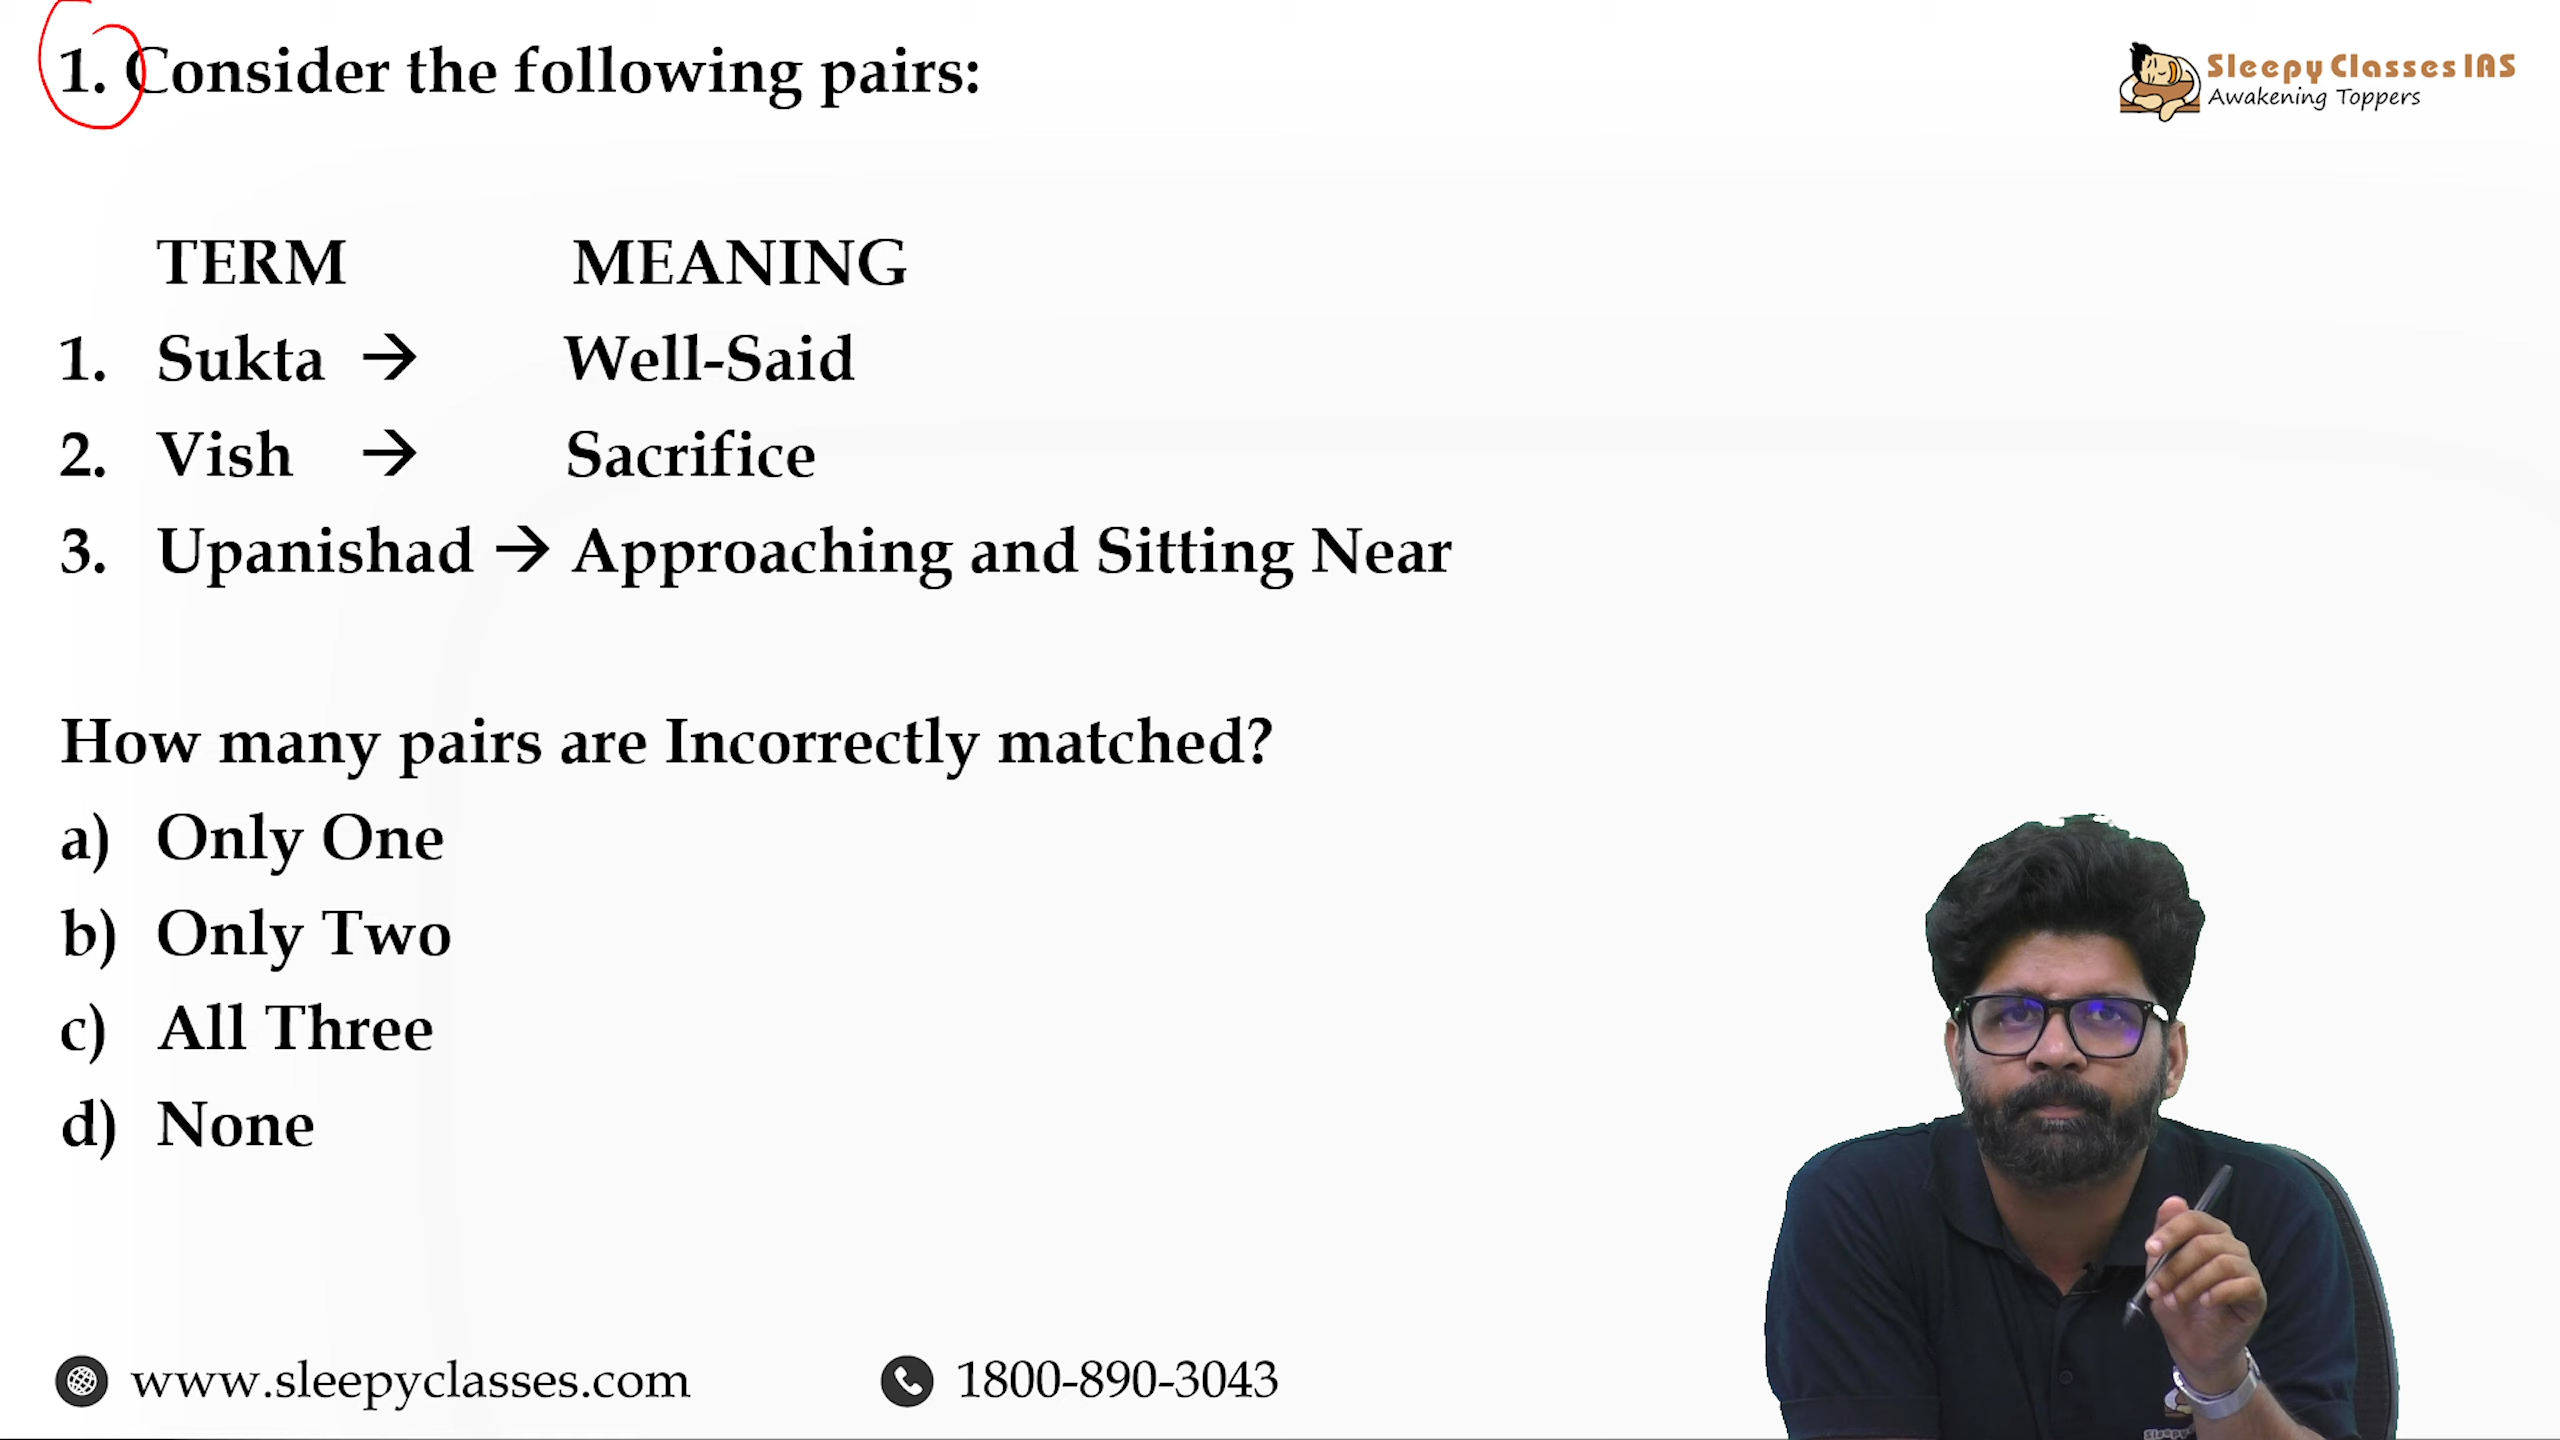 1. Consider the following pairs:
Sleepy Classes IAS
Awakening Toppers
TERM MEANING
1. Sukta → Well-Said
2. Vish → Sacrifice
3. Upanishad → Approaching and Sitting Near
How many pairs are Incorrectly matched?
a) Only One
b) Only Two
c) All Three
d) None
www.sleepyclasses.com 1800-890-3043